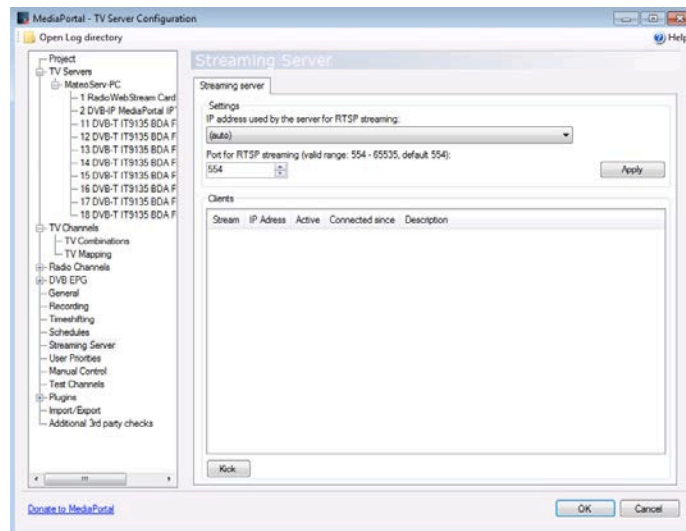 MediaPortal - TV Server Configuration
Open Log directory
Help
Project
TV Servers
MateoServ-PC
1 RadioWebStream Card
2 DVB-IP MediaPortal IP
11 DVB-T IT9135 BDA F
12 DVB-T IT9135 BDA F
13 DVB-T IT9135 BDA F
14 DVB-T IT9135 BDA F
15 DVB-T IT9135 BDA F
16 DVB-T IT9135 BDA F
17 DVB-T IT9135 BDA F
18 DVB-T IT9135 BDA F
TV Channels
TV Combinations
TV Mapping
Radio Channels
DVB EPG
General
Recording
Timeshifting
Schedules
Streaming Server
User Priorities
Manual Control
Test Channels
Plugins
Import/Export
Additional 3rd party checks
Streaming Server
Streaming server
Settings
IP address used by the server for RTSP streaming:
(auto)
Port for RTSP streaming (valid range: 554 - 65535, default 554):
554
Apply
Clients
Stream IP Adress Active Connected since Description
Kick
Donate to MediaPortal
OK Cancel